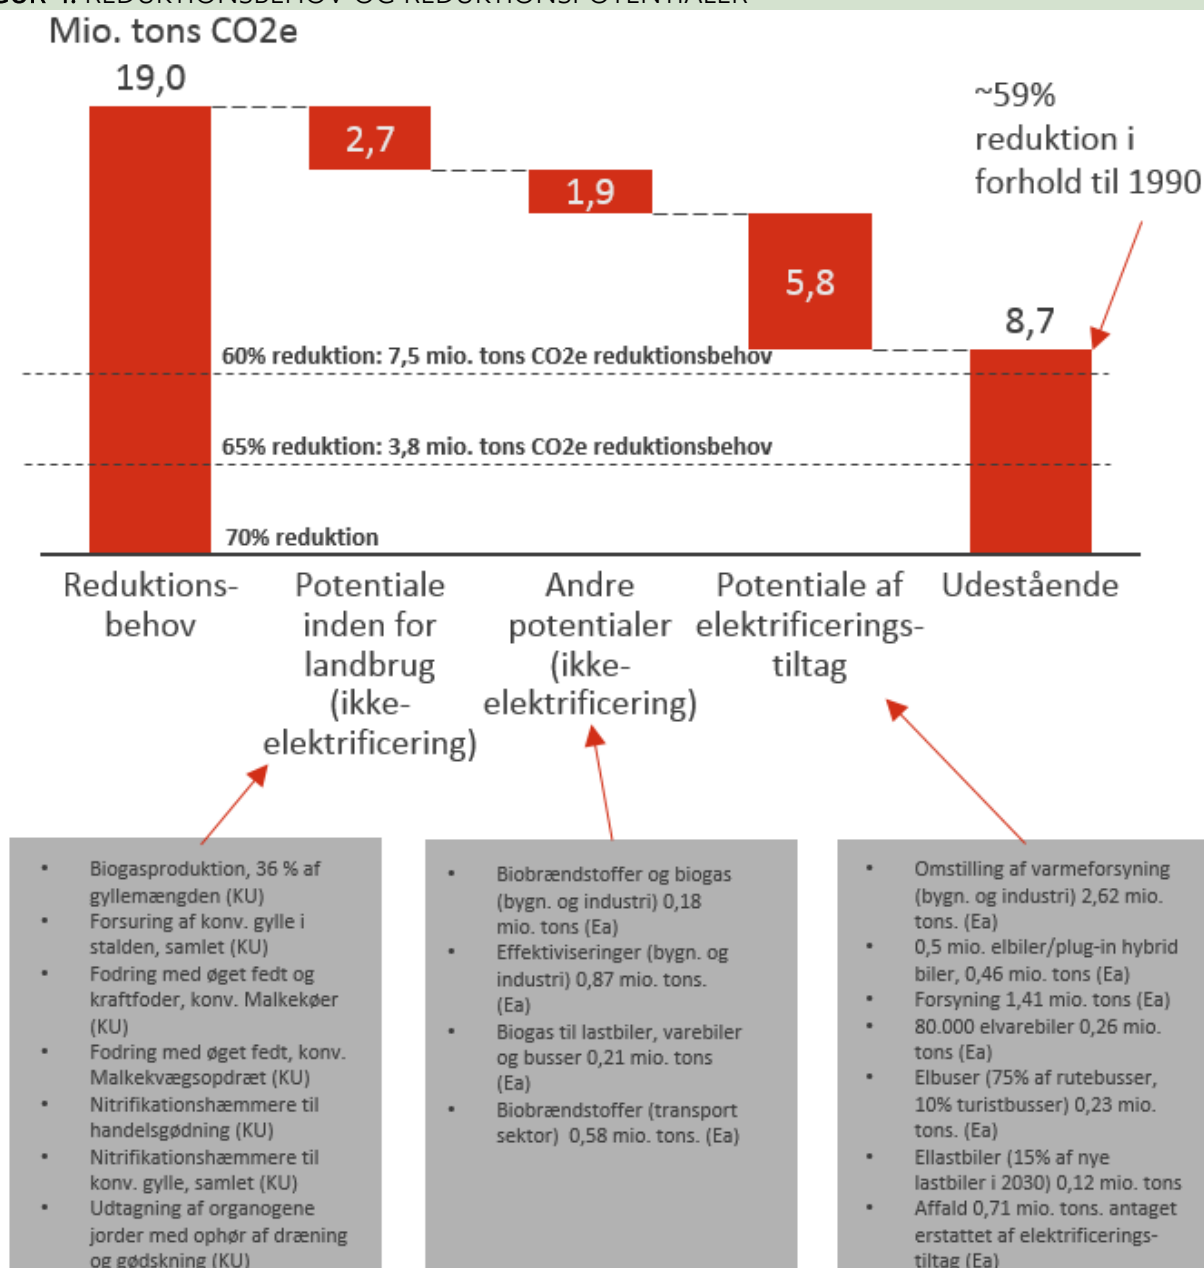 REDUKTIONSBEHOV OG REDUKTIONSPOTENTIALER
Mio. tons CO2e
19,0
2,7
1,9
5,8
8,7
~59%
reduktion i
forhold til 1990
60% reduktion: 7,5 mio. tons CO2e reduktionsbehov
65% reduktion: 3,8 mio. tons CO2e reduktionsbehov
70% reduktion
Reduktions-
behov
Potentiale
inden for
landbrug
(ikke-
elektrificering)
Andre
potentialer
(ikke-
elektrificering)
Potentiale af
elektrificerings-
tiltag
Udestående
• Biogasproduktion, 36 % af
gyllemængden (KU)
• Forsuring af konv. gylle i
stalden, samlet (KU)
• Fodring med øget fedt og
kraftfoder, konv. Malkekøer
(KU)
• Fodring med øget fedt, konv.
Malkekvægsopdræt (KU)
• Nitrifikationshæmmere til
handelsgødning (KU)
• Nitrifikationshæmmere til
konv. gylle, samlet (KU)
• Udtagning af organogene
jorder med ophør af dræning
og gødskning (KU)
• Biobrændstoffer og biogas
(bygn. og industri) 0,18
mio. tons (Ea)
• Effektiviseringer (bygn. og
industri) 0,87 mio. tons.
(Ea)
• Biogas til lastbiler, varebiler
og busser 0,21 mio. tons
(Ea)
• Biobrændstoffer (transport
sektor) 0,58 mio. tons. (Ea)
• Omstilling af varmeforsyning
(bygn. og industri) 2,62 mio.
tons. (Ea)
• 0,5 mio. elbiler/plug-in hybrid
biler, 0,46 mio. tons (Ea)
• Forsyning 1,41 mio. tons (Ea)
• 80.000 elvarebiler 0,26 mio.
tons (Ea)
• Elbuser (75% af rutebusser,
10% turistbusser) 0,23 mio.
tons. (Ea)
• Ellastbiler (15% af nye
lastbiler i 2030) 0,12 mio. tons
• Affald 0,71 mio. tons. antaget
erstattet af elektrificerings-
tiltag (Ea)